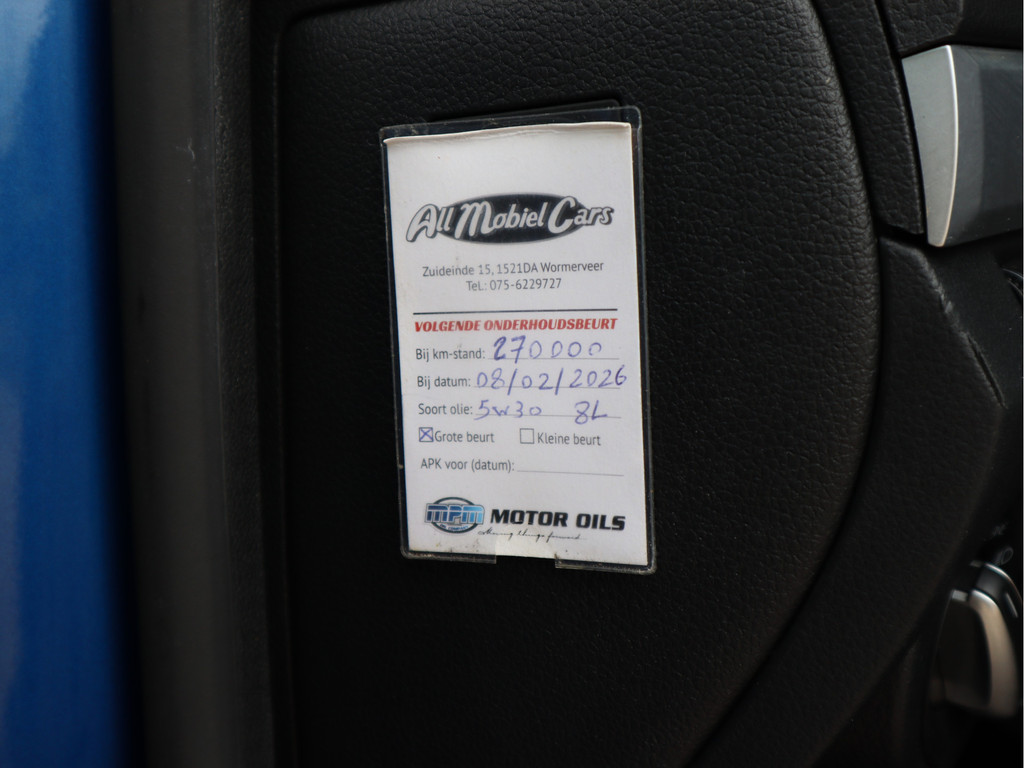 All Mobiel Cars
Zuideinde 15, 1521DA Wormerveer
Tel.: 075-6229727
VOLGENDE ONDERHOUDSBEURT
Bij km-stand: 270000
Bij datum: 08/02/2026
Soort olie: 5w30 8L
Grote beurt Kleine beurt
APK voor (datum):
MPM MOTOR OILS